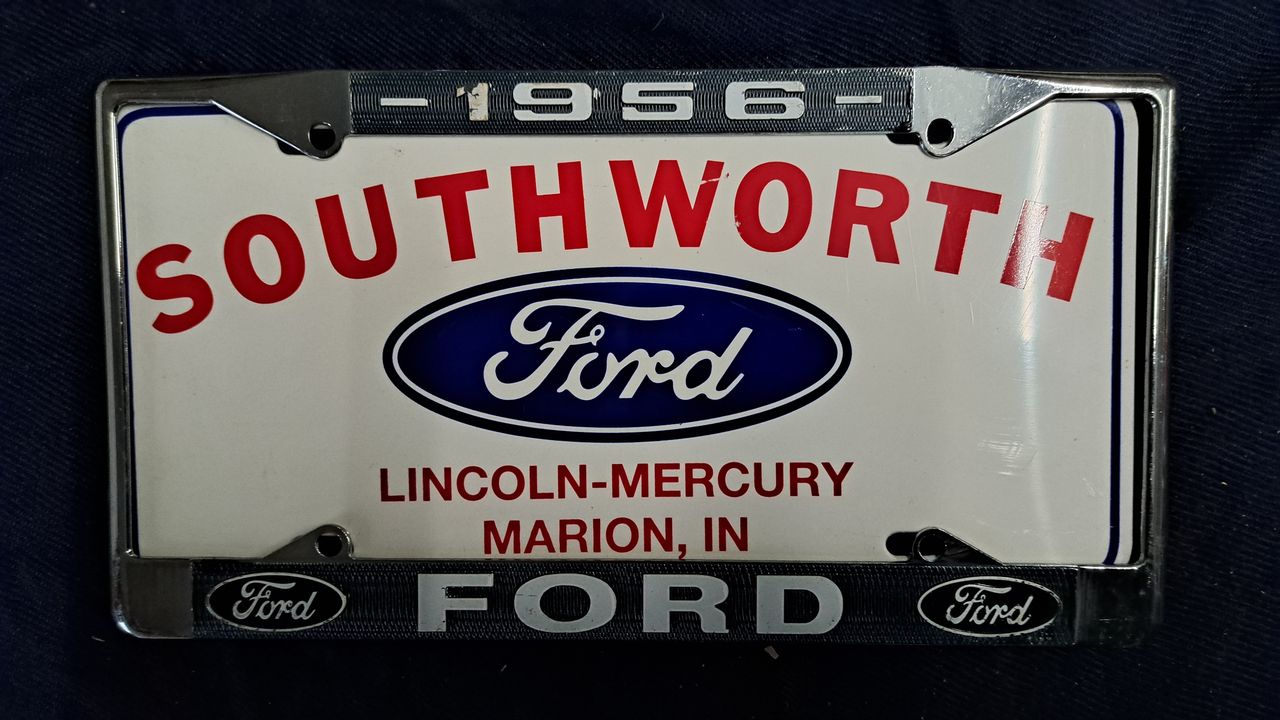 -1956-
SOUTHWORTH
Ford
LINCOLN-MERCURY
MARION, IN
Ford FORD Ford